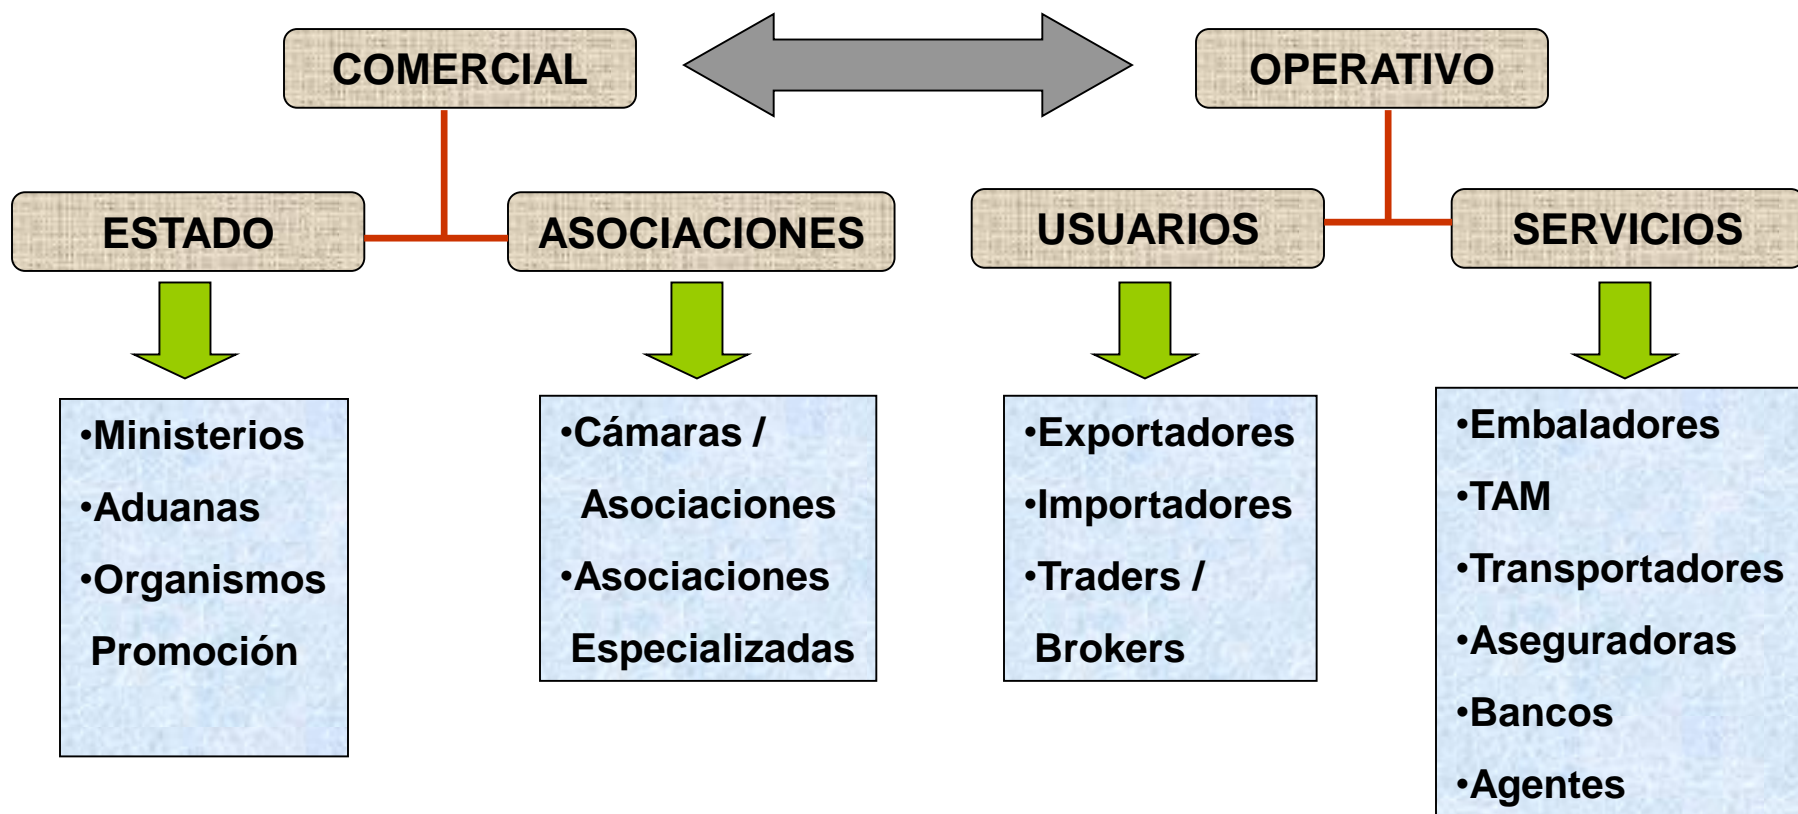 COMERCIAL
OPERATIVO
ESTADO
ASOCIACIONES
USUARIOS
SERVICIOS
•Ministerios
•Aduanas
•Organismos
Promoción
•Cámaras /
Asociaciones
•Asociaciones
Especializadas
•Exportadores
•Importadores
•Traders /
Brokers
•Embaladores
•TAM
•Transportadores
•Aseguradoras
•Bancos
•Agentes